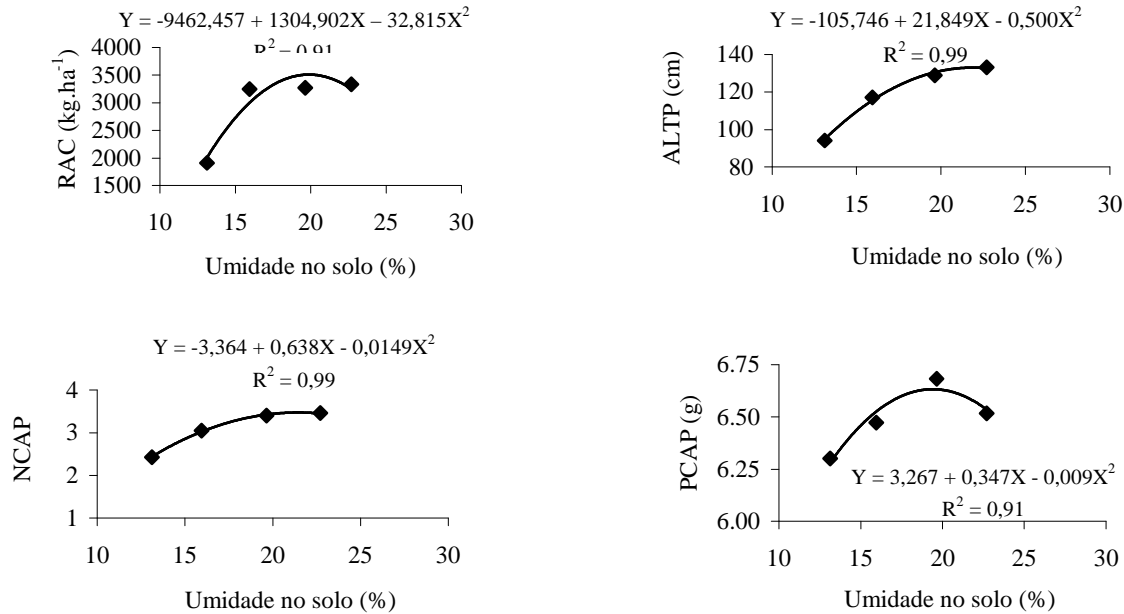 Y = -9462,457 + 1304,902X – 32,815X²
R² = 0,91
4000
3500
3000
2500
2000
1500
RAC (kg.ha⁻¹)
10 15 20 25 30
Umidade no solo (%)
Y = -105,746 + 21,849X - 0,500X²
R² = 0,99
140
120
100
80
ALTP (cm)
10 15 20 25 30
Umidade no solo (%)
Y = -3,364 + 0,638X - 0,0149X²
R² = 0,99
4
3
2
1
NCAP
10 15 20 25 30
Umidade no solo (%)
6.75
6.50
6.25
6.00
PCAP (g)
Y = 3,267 + 0,347X - 0,009X²
R² = 0,91
10 15 20 25 30
Umidade no solo (%)